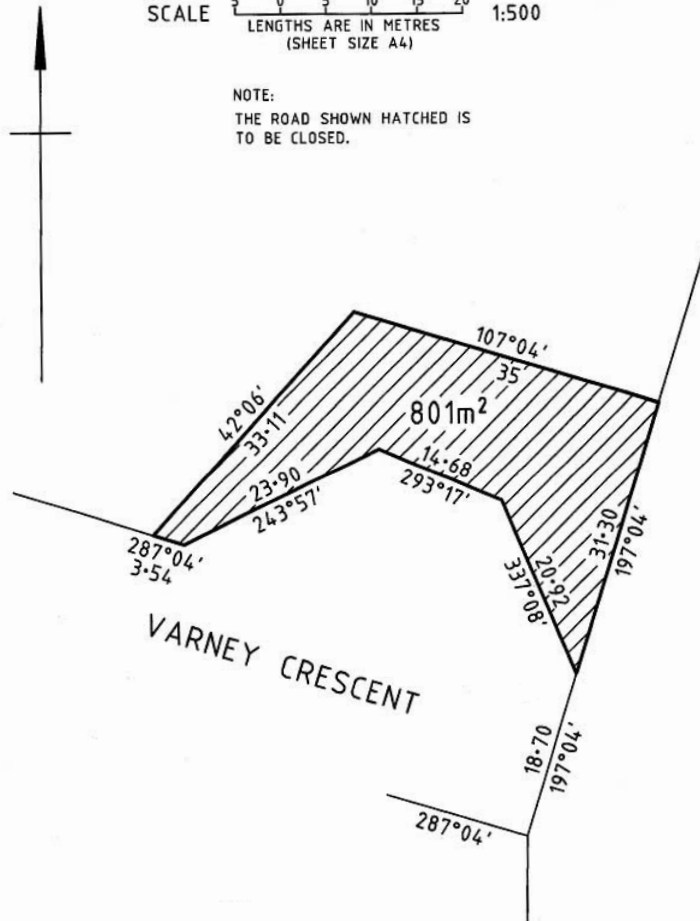 5 0 5 10 15 20
SCALE 1:500
LENGTHS ARE IN METRES
(SHEET SIZE A4)
NOTE:
THE ROAD SHOWN HATCHED IS
TO BE CLOSED.
107°04'
35
801m²
42°06'
33·11
14·68
293°17'
23·90
243°57'
31·30
197°04'
20·92
337°08'
287°04'
3·54
VARNEY CRESCENT
18·70
197°04'
287°04'